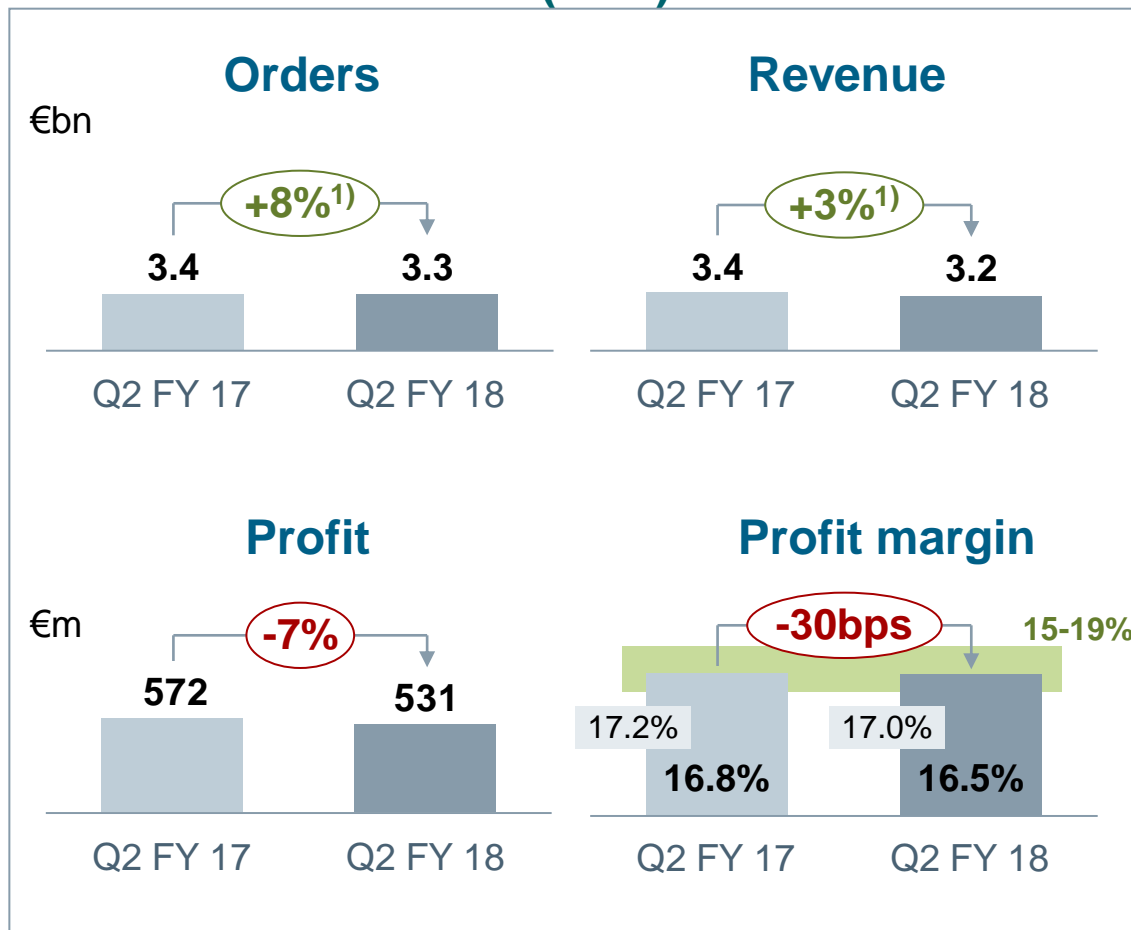 Orders
€bn
+8%1)
3.4 3.3
Q2 FY 17 Q2 FY 18
Revenue
+3%1)
3.4 3.2
Q2 FY 17 Q2 FY 18
Profit
€m
-7%
572 531
Q2 FY 17 Q2 FY 18
Profit margin
-30bps
15-19%
17.2% 17.0%
16.8% 16.5%
Q2 FY 17 Q2 FY 18